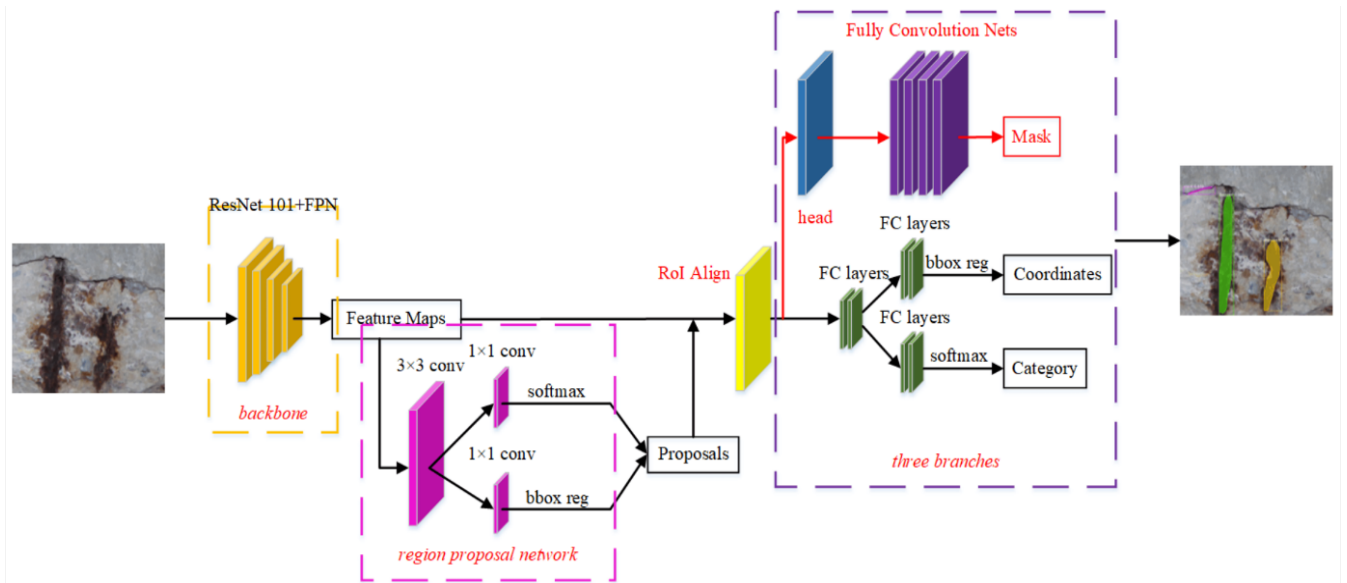 Fully Convolution Nets
Mask
head
ResNet 101+FPN
FC layers
RoI Align
FC layers
bbox reg
Coordinates
Feature Maps
FC layers
softmax
Category
3×3 conv
1×1 conv
softmax
backbone
1×1 conv
Proposals
bbox reg
three branches
region proposal network